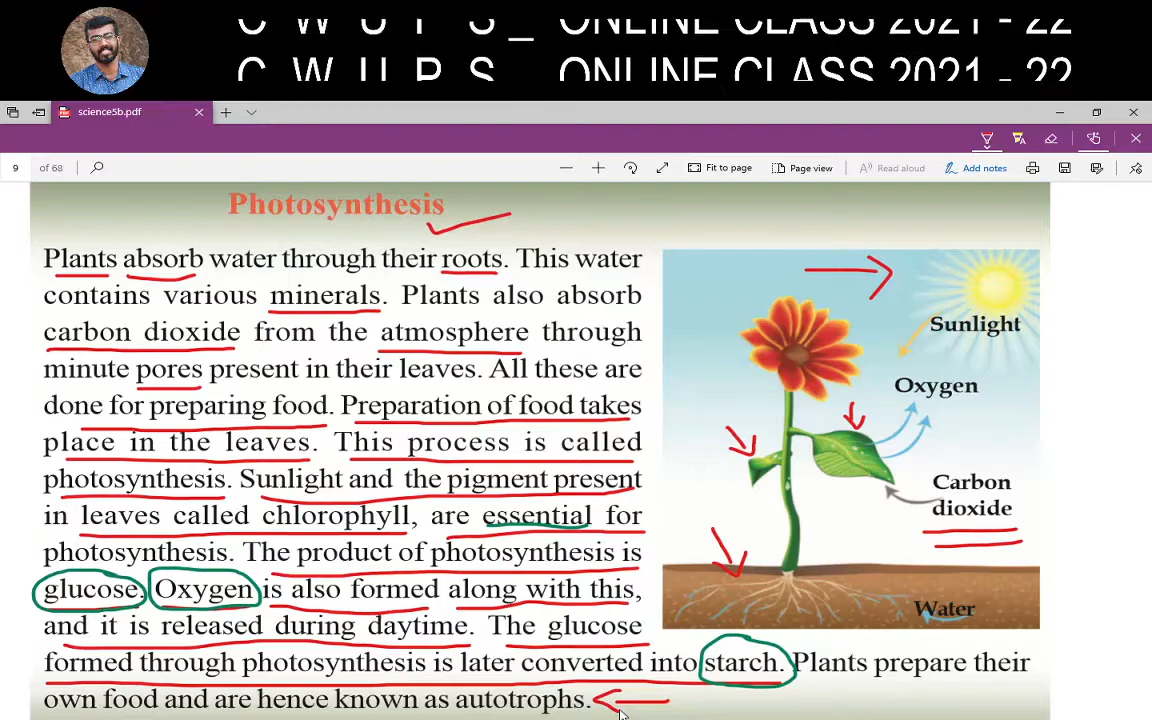 C W U P S _ ONLINE CLASS 2021 - 22
C W U P S ONLINE CLASS 2021 - 22
science5b.pdf
9 of 68
Fit to page
Page view
Read aloud
Add notes
Photosynthesis
Plants absorb water through their roots. This water
contains various minerals. Plants also absorb
carbon dioxide from the atmosphere through
minute pores present in their leaves. All these are
done for preparing food. Preparation of food takes
place in the leaves. This process is called
photosynthesis. Sunlight and the pigment present
in leaves called chlorophyll, are essential for
photosynthesis. The product of photosynthesis is
glucose. Oxygen is also formed along with this,
and it is released during daytime. The glucose
formed through photosynthesis is later converted into starch. Plants prepare their
own food and are hence known as autotrophs.
Sunlight
Oxygen
Carbon
dioxide
Water